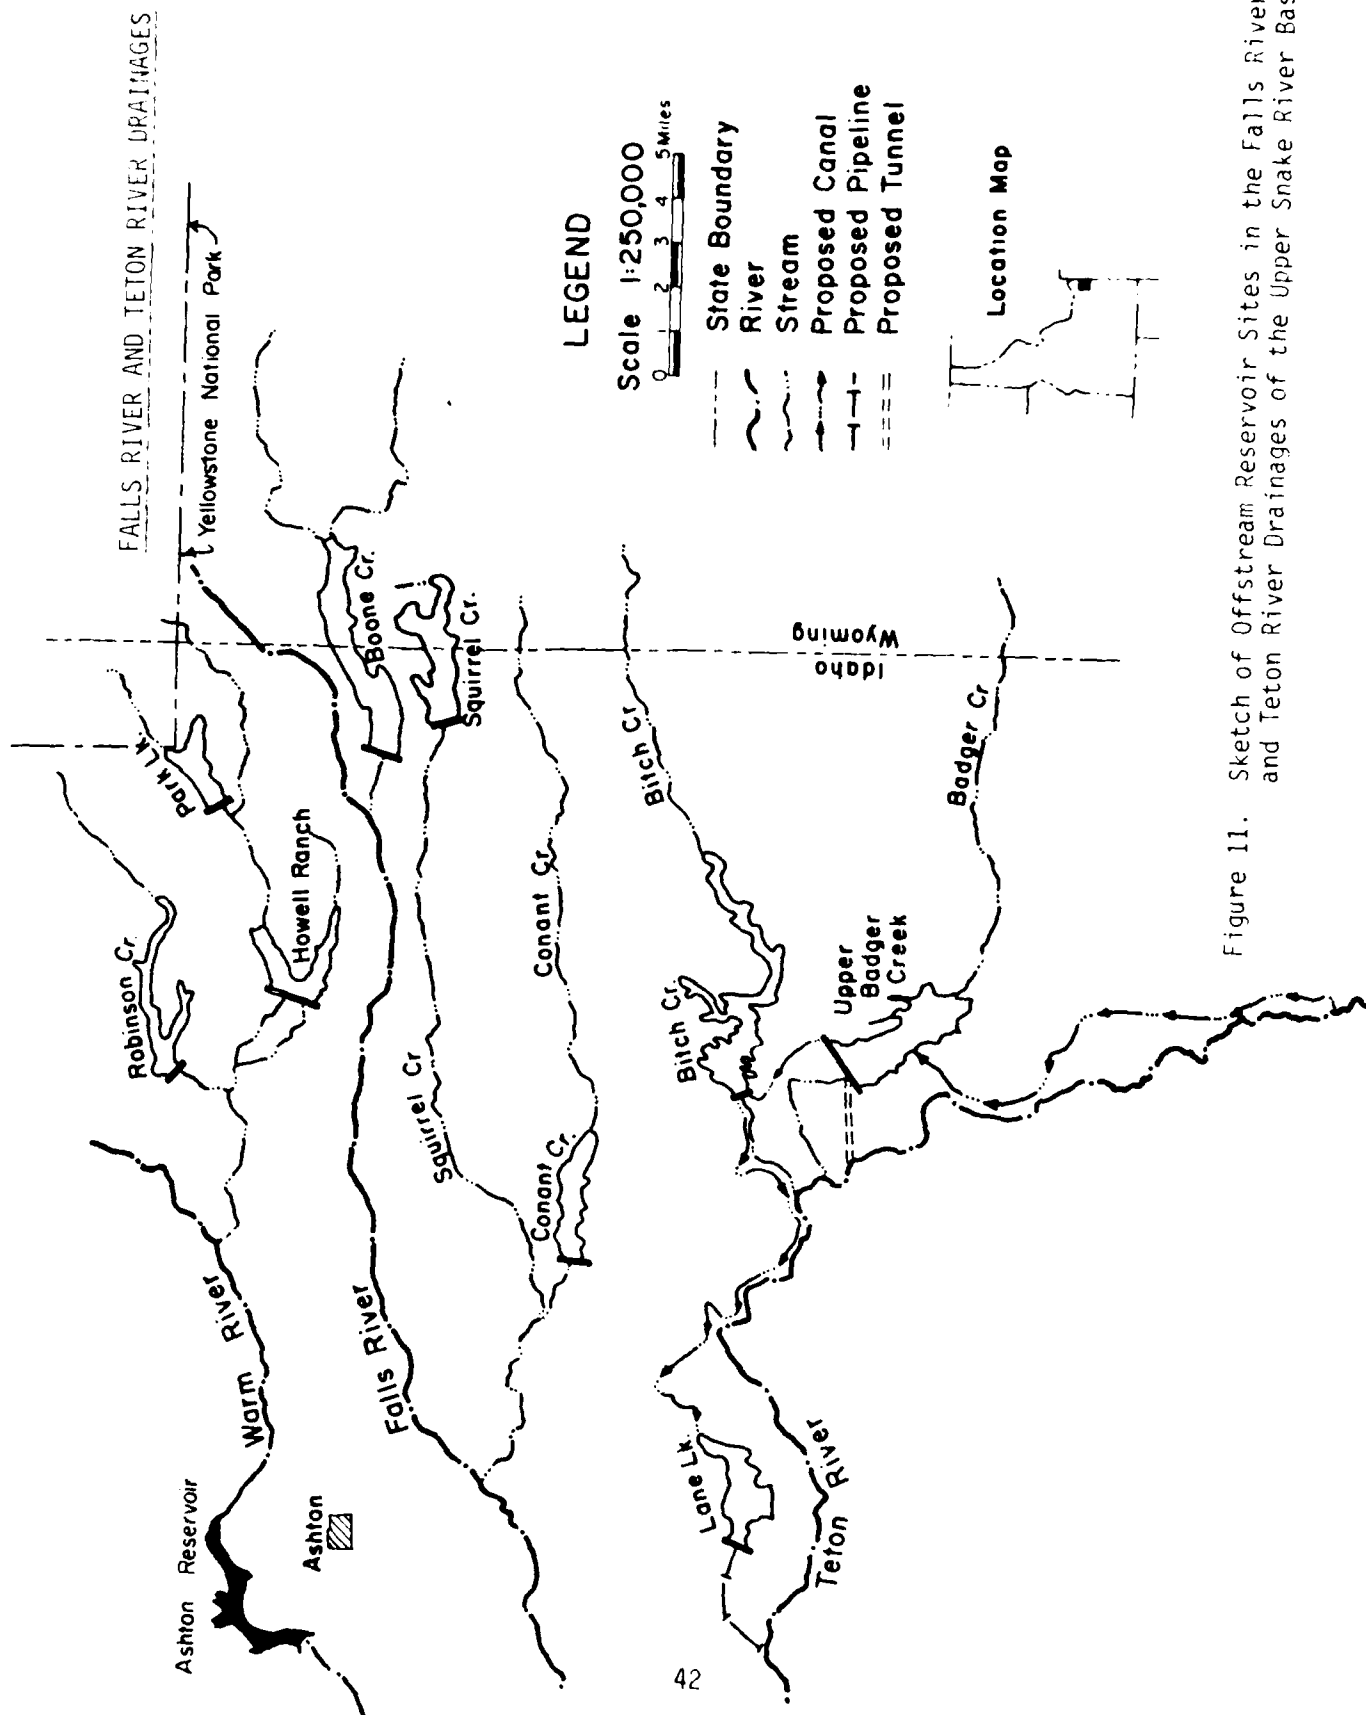 FALLS RIVER AND TETON RIVER DRAINAGES
Yellowstone National Park
Park Lk.
Robinson Cr.
Howell Ranch
Boone Cr.
Squirrel Cr.
Warm River
Ashton Reservoir
Ashton
Falls River
Squirrel Cr
Conant Cr.
Conant Cr.
Idaho
Wyoming
Bitch Cr
Bitch Cr.
Badger Cr
Upper
Badger
Creek
Lane Lk
Teton River
LEGEND
Scale 1:250,000
0 1 2 3 4 5 Miles
State Boundary
River
Stream
Proposed Canal
Proposed Pipeline
Proposed Tunnel
Location Map
Figure 11. Sketch of Offstream Reservoir Sites in the Falls River
and Teton River Drainages of the Upper Snake River Bas
42